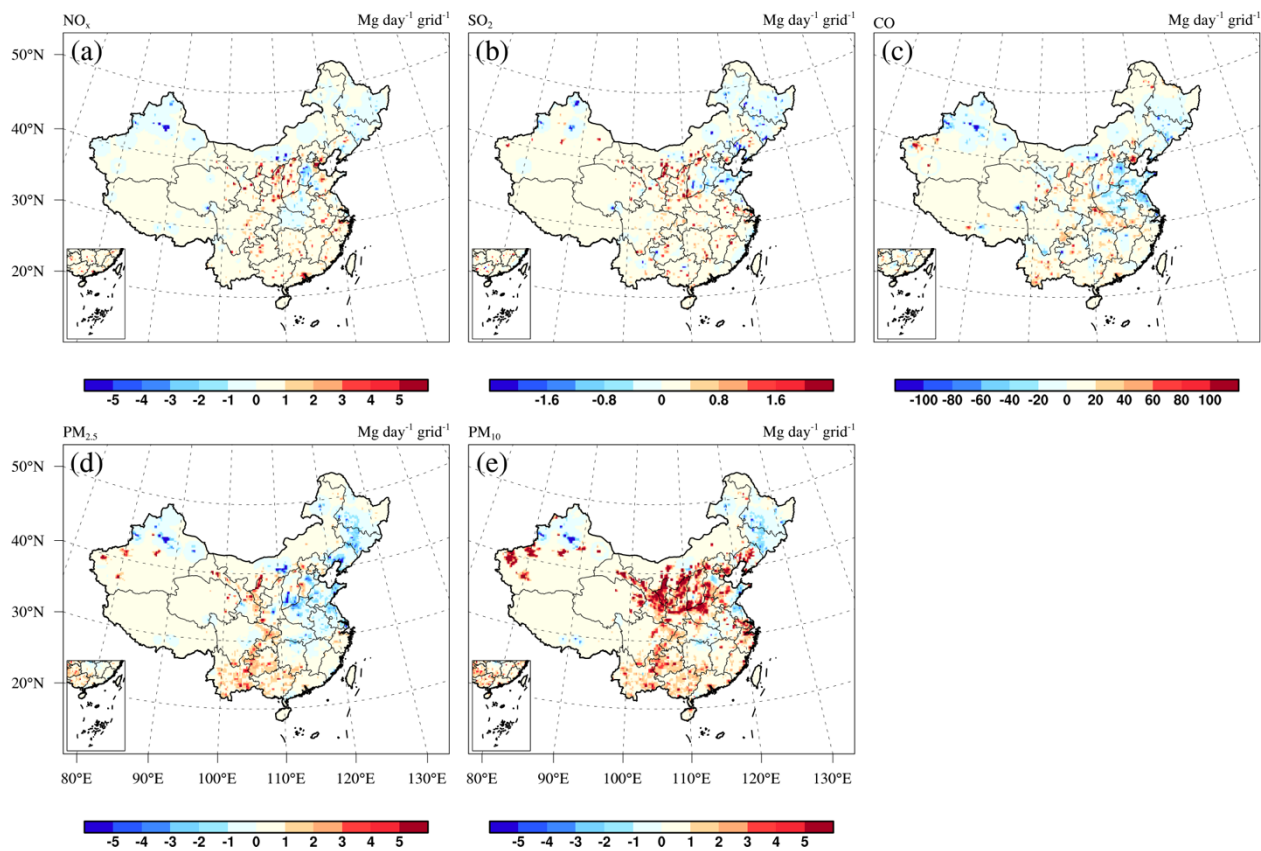 NOx Mg day-1 grid-1
SO2 Mg day-1 grid-1
CO Mg day-1 grid-1
(a) (b) (c)
50°N
40°N
30°N
20°N
-5 -4 -3 -2 -1 0 1 2 3 4 5
-1.6 -0.8 0 0.8 1.6
-100 -80 -60 -40 -20 0 20 40 60 80 100
PM2.5 Mg day-1 grid-1
PM10 Mg day-1 grid-1
(d) (e)
50°N
40°N
30°N
20°N
80°E 90°E 100°E 110°E 120°E 130°E
80°E 90°E 100°E 110°E 120°E 130°E
-5 -4 -3 -2 -1 0 1 2 3 4 5
-5 -4 -3 -2 -1 0 1 2 3 4 5